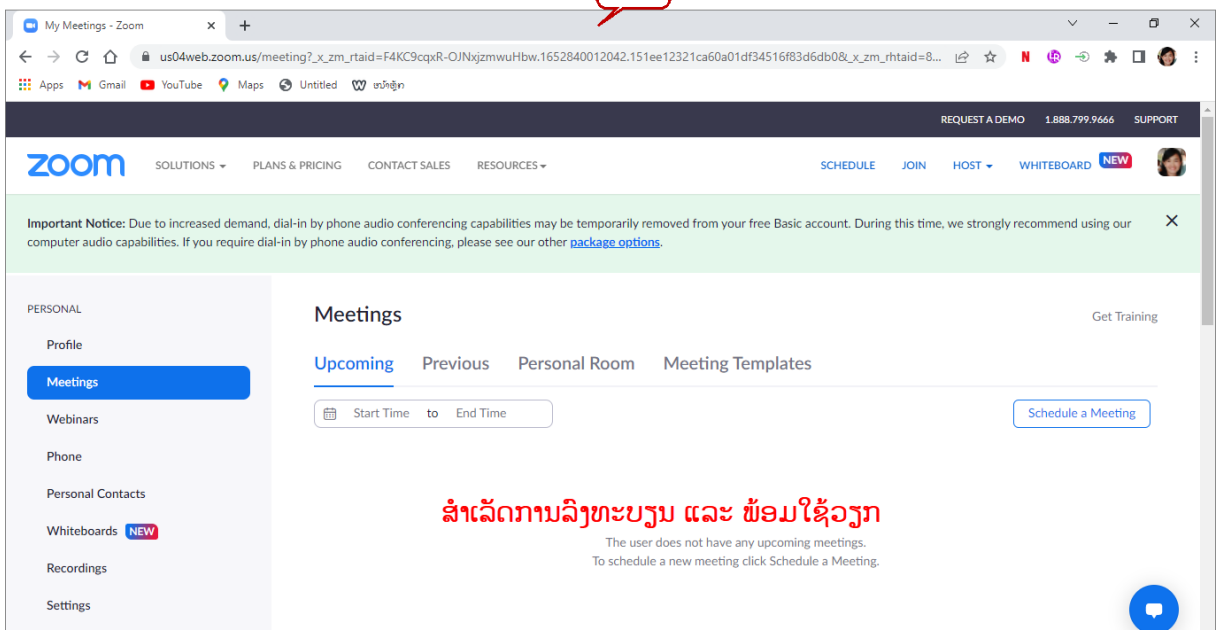 My Meetings - Zoom
us04web.zoom.us/meeting?_x_zm_rtaid=F4KC9cqxR-OJNxjzmwuHbw.1652840012042.151ee12321ca60a01df34516f83d6db0&_x_zm_rhtaid=8...
Apps Gmail YouTube Maps Untitled
REQUEST A DEMO 1.888.799.9666 SUPPORT
zoom SOLUTIONS PLANS & PRICING CONTACT SALES RESOURCES SCHEDULE JOIN HOST WHITEBOARD NEW
Important Notice: Due to increased demand, dial-in by phone audio conferencing capabilities may be temporarily removed from your free Basic account. During this time, we strongly recommend using our
computer audio capabilities. If you require dial-in by phone audio conferencing, please see our other package options.
PERSONAL
Profile
Meetings
Webinars
Phone
Personal Contacts
Whiteboards NEW
Recordings
Settings
Meetings
Get Training
Upcoming Previous Personal Room Meeting Templates
Start Time to End Time
Schedule a Meeting
ສຳເລັດການລົງທະບຽນ ແລະ ພ້ອມໃຊ້ວຽກ
The user does not have any upcoming meetings.
To schedule a new meeting click Schedule a Meeting.